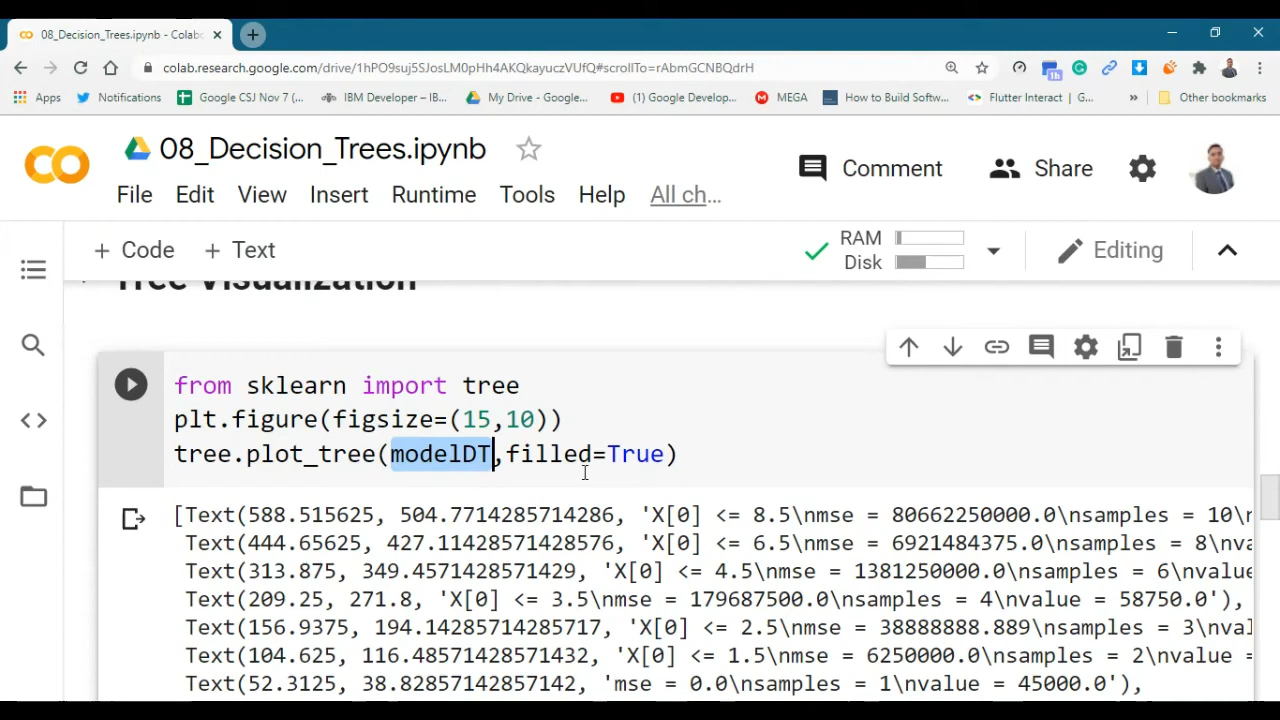 08_Decision_Trees.ipynb - Colabc
colab.research.google.com/drive/1hPO9suj5SJosLM0pHh4AKQkayuczVUfQ#scrollTo=rAbmGCNBQdrH
1h
Apps Notifications Google CSJ Nov 7 (... IBM Developer – IB... My Drive - Google... (1) Google Develop... MEGA How to Build Softw... Flutter Interact | G... » Other bookmarks
08_Decision_Trees.ipynb
Comment Share
File Edit View Insert Runtime Tools Help All ch...
+ Code + Text
RAM
Disk
Editing
Tree Visualization
from sklearn import tree
plt.figure(figsize=(15,10))
tree.plot_tree(modelDT,filled=True)
[Text(588.515625, 504.7714285714286, 'X[0] <= 8.5\nmse = 80662250000.0\nsamples = 10\n
Text(444.65625, 427.11428571428576, 'X[0] <= 6.5\nmse = 6921484375.0\nsamples = 8\nva
Text(313.875, 349.4571428571429, 'X[0] <= 4.5\nmse = 1381250000.0\nsamples = 6\nvalue
Text(209.25, 271.8, 'X[0] <= 3.5\nmse = 179687500.0\nsamples = 4\nvalue = 58750.0'),
Text(156.9375, 194.14285714285717, 'X[0] <= 2.5\nmse = 38888888.889\nsamples = 3\nval
Text(104.625, 116.48571428571432, 'X[0] <= 1.5\nmse = 6250000.0\nsamples = 2\nvalue =
Text(52.3125, 38.82857142857142, 'mse = 0.0\nsamples = 1\nvalue = 45000.0'),